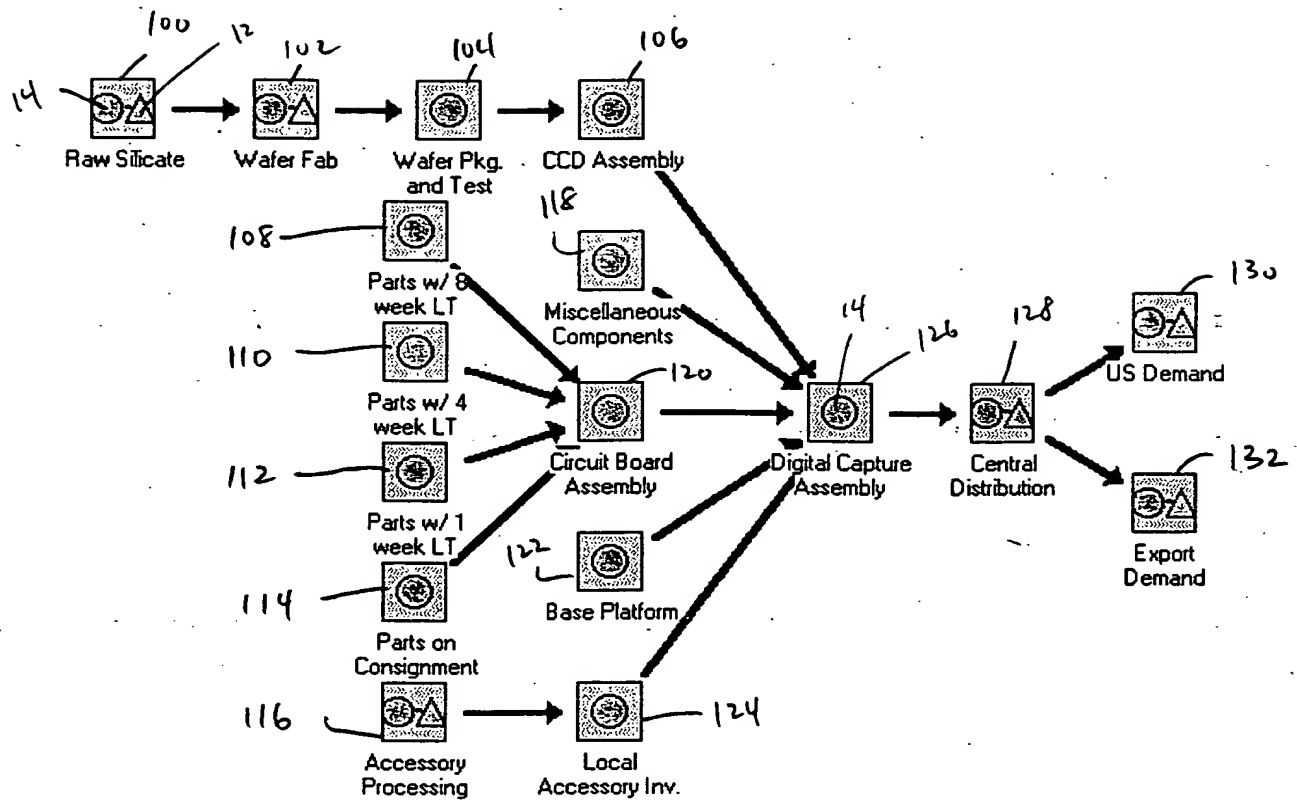 100
12
102
104
106
14
Raw Silicate
Wafer Fab
Wafer Pkg.
and Test
CCD Assembly
108
118
Parts w/ 8
week LT
Miscellaneous
Components
14
126
128
130
US Demand
110
120
Parts w/ 4
week LT
112
Circuit Board
Assembly
Digital Capture
Assembly
Central
Distribution
132
Parts w/ 1
week LT
122
Export
Demand
114
Base Platform
Parts on
Consignment
116
124
Accessory
Processing
Local
Accessory Inv.